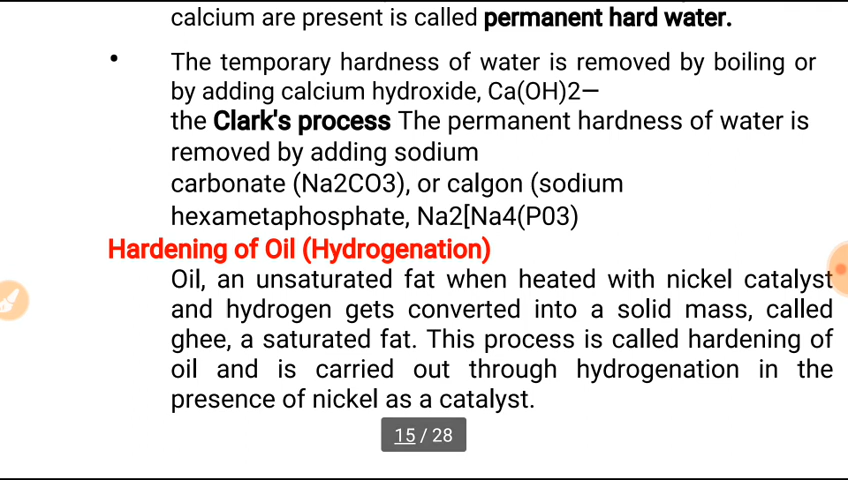 calcium are present is called permanent hard water.
• The temporary hardness of water is removed by boiling or
by adding calcium hydroxide, Ca(OH)2—
the Clark's process The permanent hardness of water is
removed by adding sodium
carbonate (Na2CO3), or calgon (sodium
hexametaphosphate, Na2[Na4(P03)
Hardening of Oil (Hydrogenation)
Oil, an unsaturated fat when heated with nickel catalyst
and hydrogen gets converted into a solid mass, called
ghee, a saturated fat. This process is called hardening of
oil and is carried out through hydrogenation in the
presence of nickel as a catalyst.
15 / 28